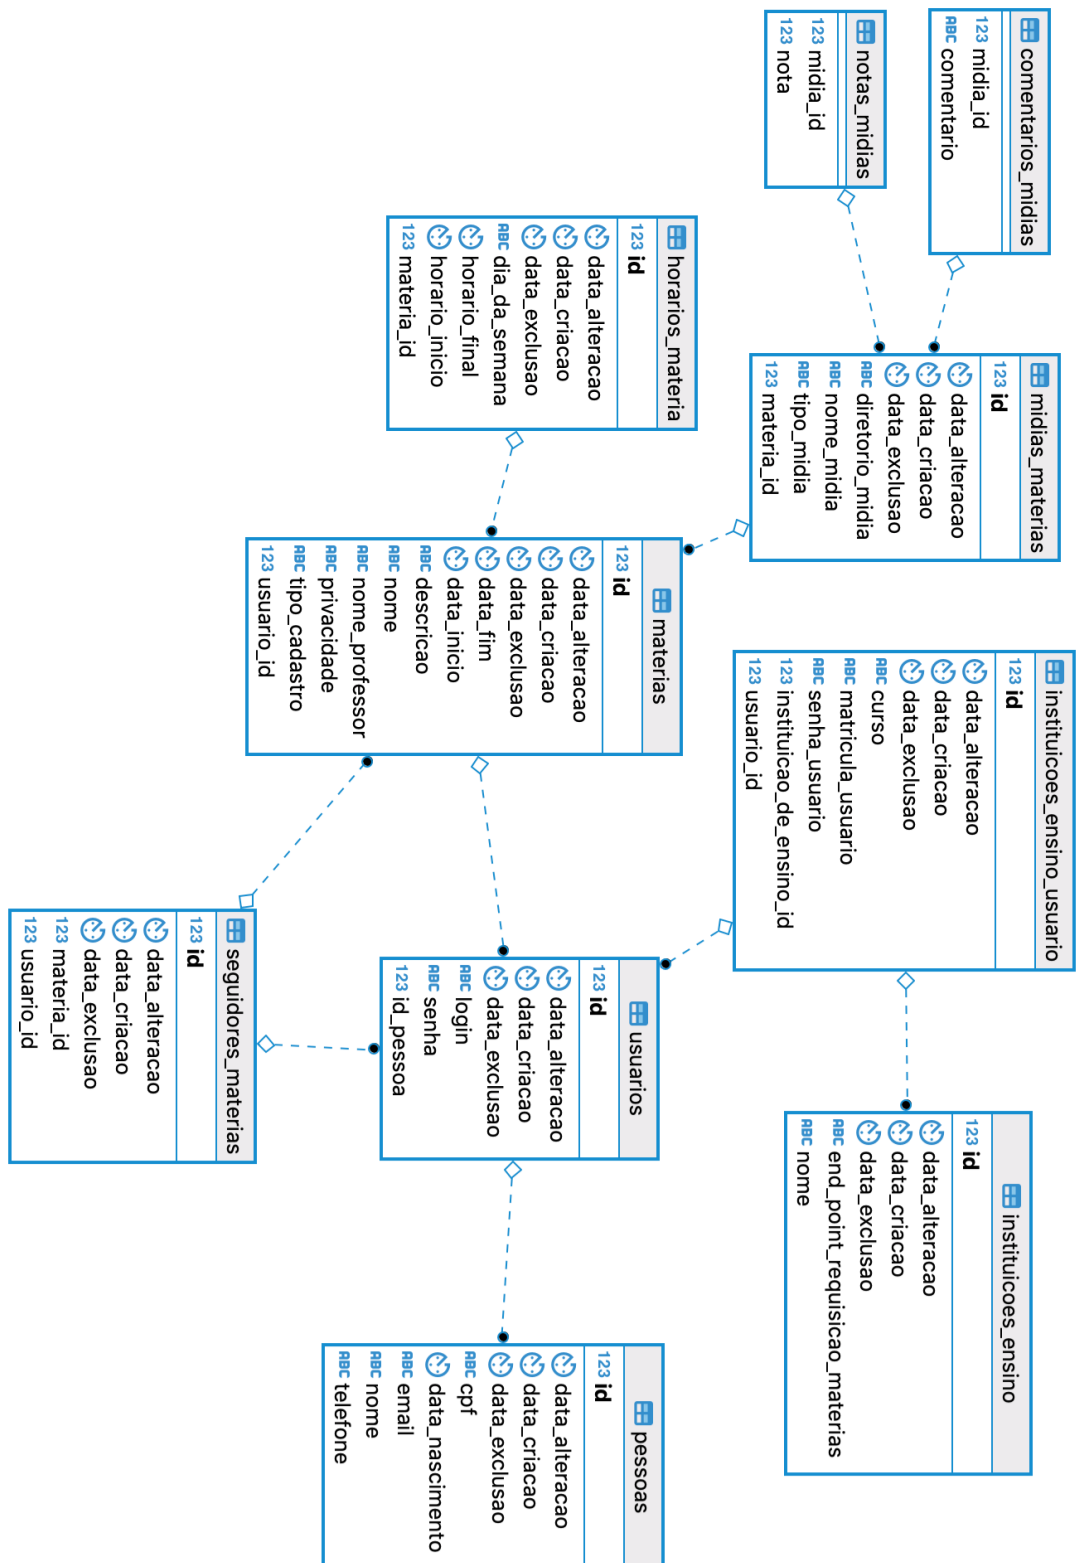 comentarios_midias
123 midia_id
ABC comentario
notas_midias
123 midia_id
123 nota
midias_materias
123 id
data_alteracao
data_criacao
data_exclusao
ABC diretorio_midia
ABC nome_midia
ABC tipo_midia
123 materia_id
horarios_materia
123 id
data_alteracao
data_criacao
data_exclusao
ABC dia_da_semana
horario_final
horario_inicio
123 materia_id
instituicoes_ensino_usuario
123 id
data_alteracao
data_criacao
data_exclusao
ABC curso
ABC matricula_usuario
ABC senha_usuario
123 instituicao_de_ensino_id
123 usuario_id
materias
123 id
data_alteracao
data_criacao
data_exclusao
data_fim
data_inicio
ABC descricao
ABC nome
ABC nome_professor
ABC privacidade
ABC tipo_cadastro
123 usuario_id
instituicoes_ensino
123 id
data_alteracao
data_criacao
data_exclusao
ABC end_point_requisicao_materias
ABC nome
usuarios
123 id
data_alteracao
data_criacao
data_exclusao
ABC login
ABC senha
123 id_pessoa
seguidores_materias
123 id
data_alteracao
data_criacao
data_exclusao
123 materia_id
123 usuario_id
pessoas
123 id
data_alteracao
data_criacao
data_exclusao
ABC cpf
data_nascimento
ABC email
ABC nome
ABC telefone